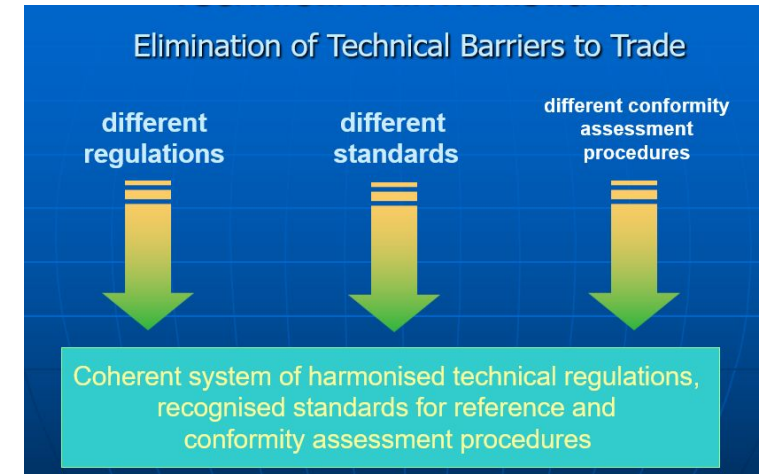 Elimination of Technical Barriers to Trade
different
regulations
different
standards
different conformity
assessment
procedures
Coherent system of harmonised technical regulations,
recognised standards for reference and
conformity assessment procedures